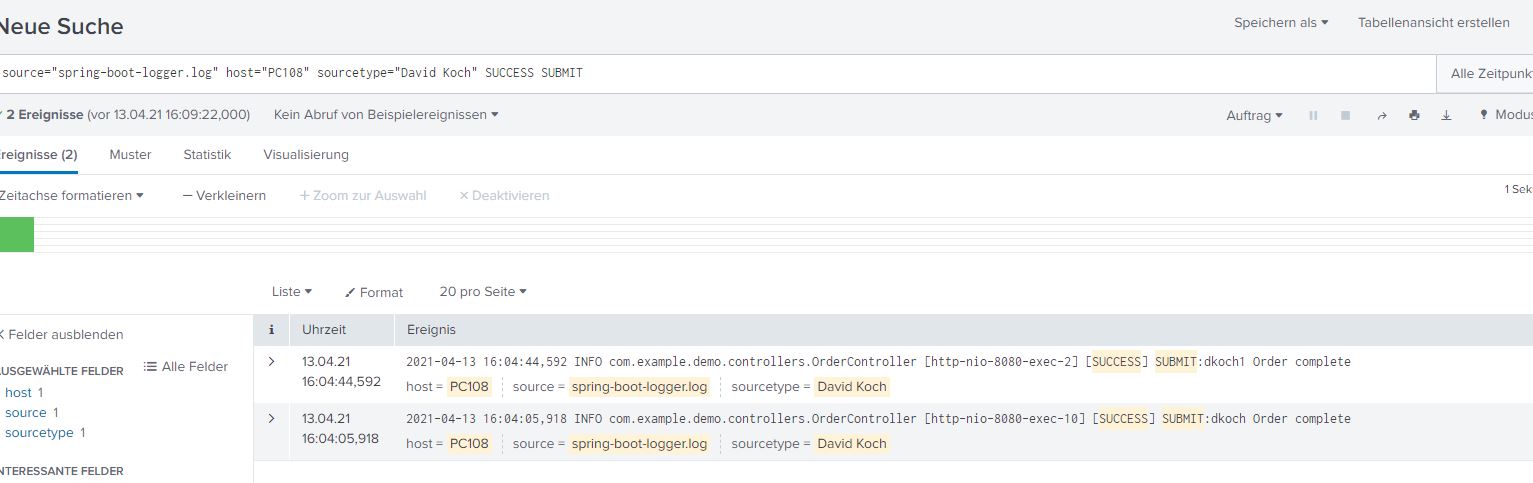 Neue Suche
Speichern als Tabellenansicht erstellen
source="spring-boot-logger.log" host="PC108" sourcetype="David Koch" SUCCESS SUBMIT
Alle Zeitpunkt
2 Ereignisse (vor 13.04.21 16:09:22,000) Kein Abruf von Beispielereignissen
Auftrag Modus
Ereignisse (2) Muster Statistik Visualisierung
Zeitachse formatieren — Verkleinern + Zoom zur Auswahl × Deaktivieren
1 Sek
Liste Format 20 pro Seite
< Felder ausblenden
i Uhrzeit Ereignis
AUSGEWÄHLTE FELDER Alle Felder
host 1
source 1
sourcetype 1
INTERESSANTE FELDER
> 13.04.21 2021-04-13 16:04:44,592 INFO com.example.demo.controllers.OrderController [http-nio-8080-exec-2] [SUCCESS] SUBMIT:dkoch1 Order complete
16:04:44,592 host = PC108 source = spring-boot-logger.log sourcetype = David Koch
> 13.04.21 2021-04-13 16:04:05,918 INFO com.example.demo.controllers.OrderController [http-nio-8080-exec-10] [SUCCESS] SUBMIT:dkoch Order complete
16:04:05,918 host = PC108 source = spring-boot-logger.log sourcetype = David Koch